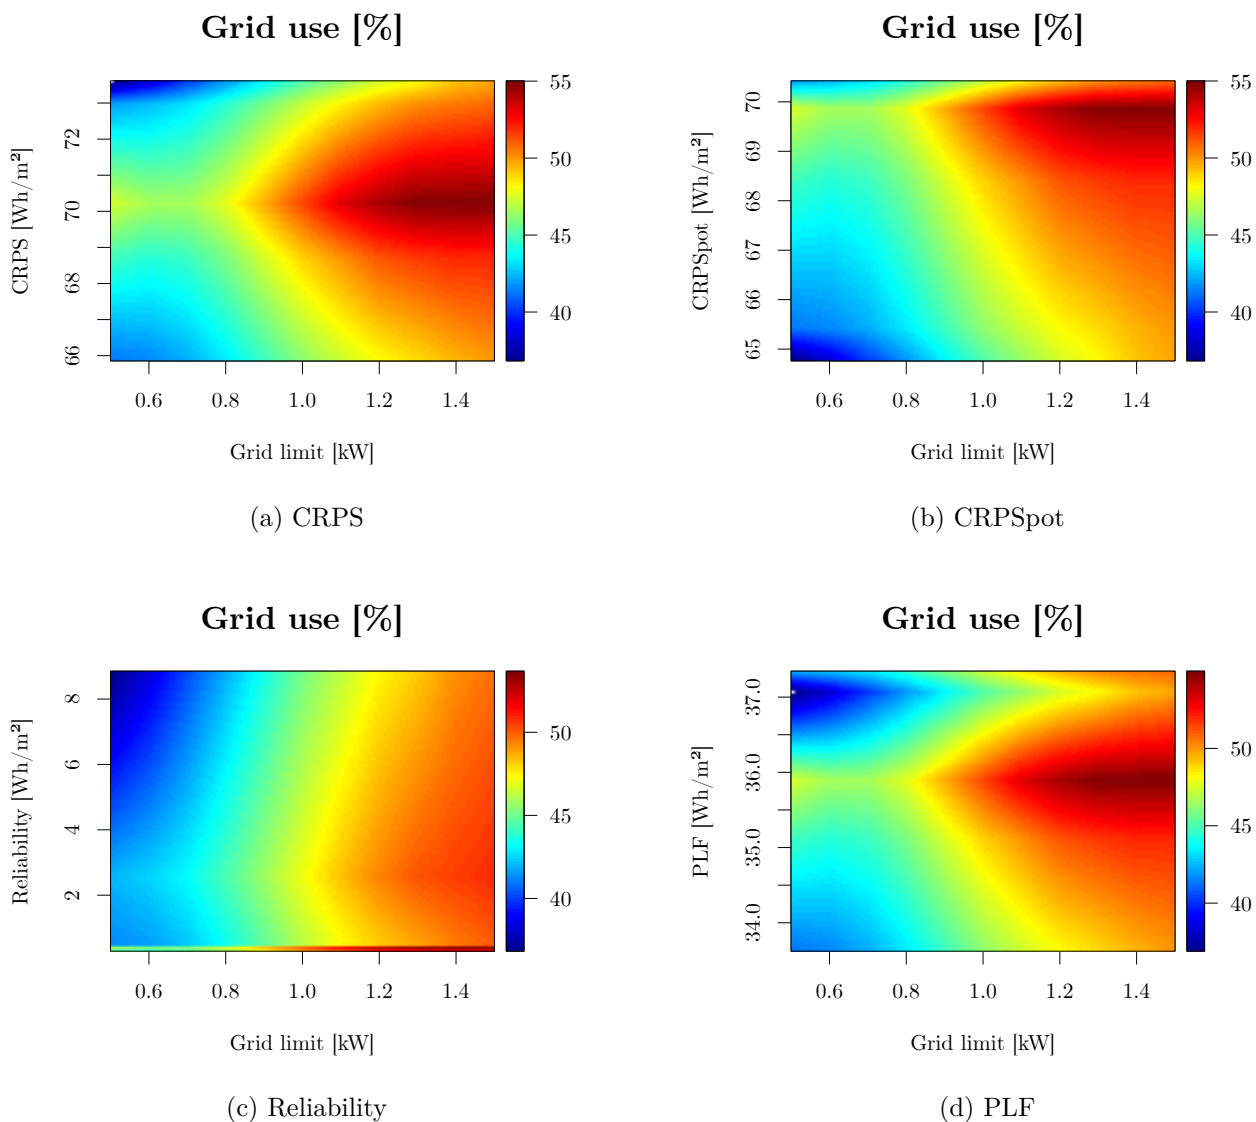 Grid use [%]
CRPS [Wh/m²]
66 68 70 72
0.6 0.8 1.0 1.2 1.4
Grid limit [kW]
40 45 50 55
(a) CRPS
Grid use [%]
CRPSpot [Wh/m²]
65 66 67 68 69 70
0.6 0.8 1.0 1.2 1.4
Grid limit [kW]
40 45 50 55
(b) CRPSpot
Grid use [%]
Reliability [Wh/m²]
2 4 6 8
0.6 0.8 1.0 1.2 1.4
Grid limit [kW]
40 45 50
(c) Reliability
Grid use [%]
PLF [Wh/m²]
34.0 35.0 36.0 37.0
0.6 0.8 1.0 1.2 1.4
Grid limit [kW]
40 45 50
(d) PLF